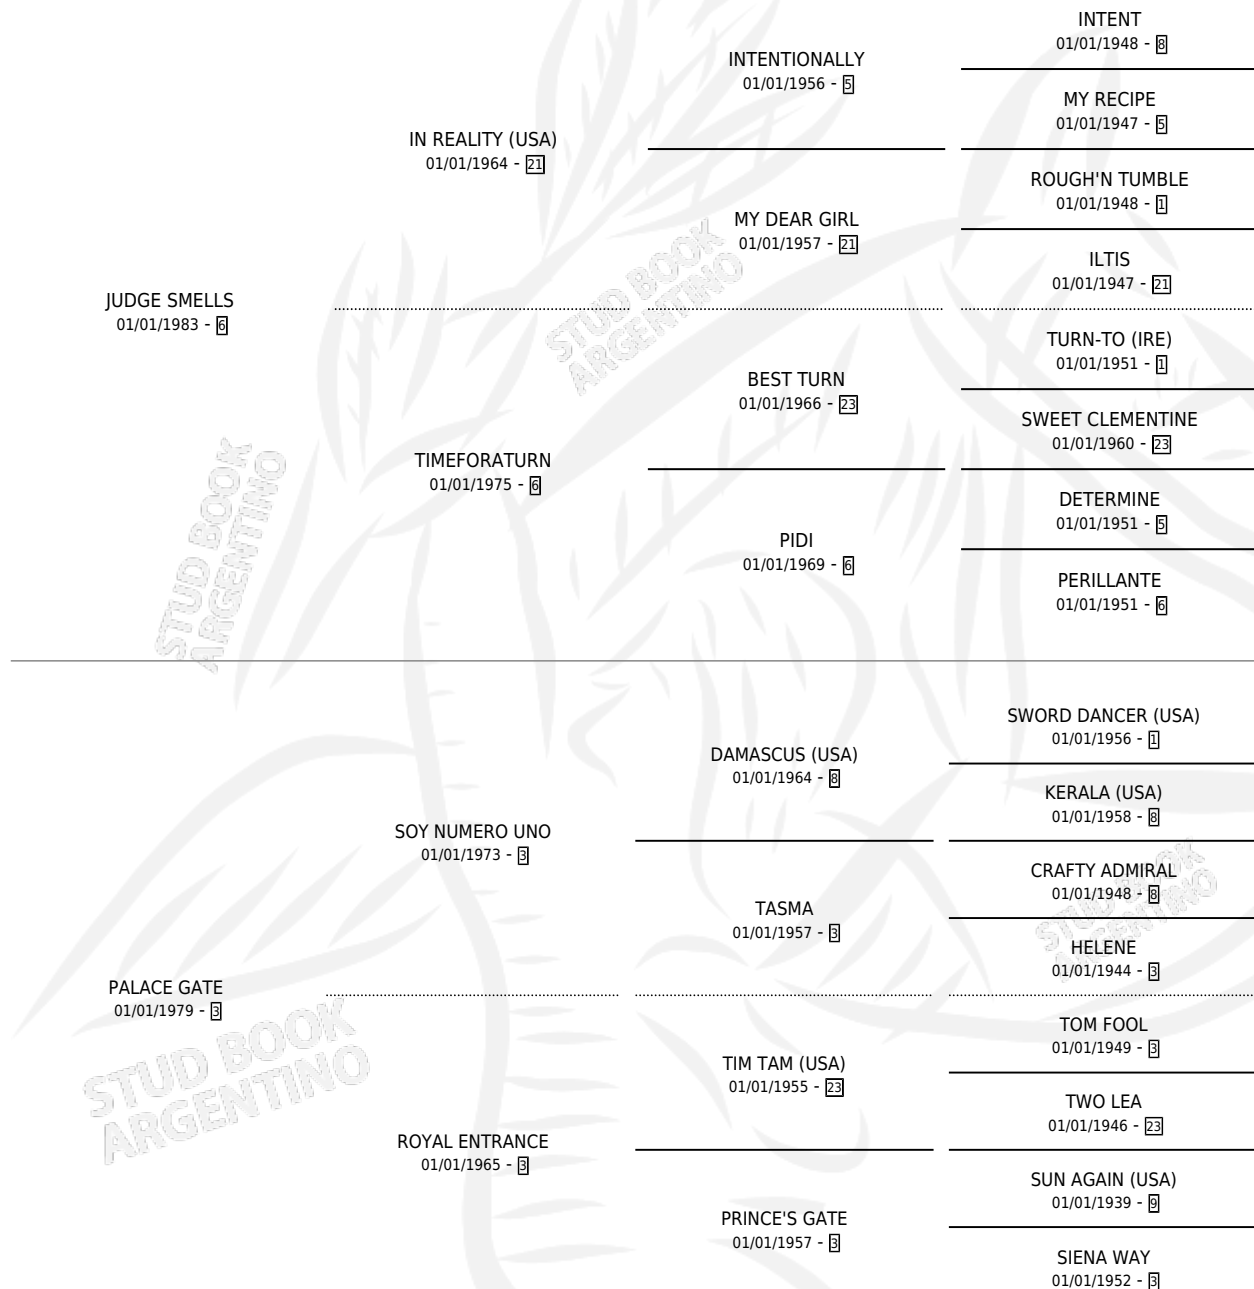 INTENT
01/01/1948 - 8
INTENTIONALLY
01/01/1956 - 5
MY RECIPE
01/01/1947 - 5
IN REALITY (USA)
01/01/1964 - 21
ROUGH'N TUMBLE
01/01/1948 - 1
MY DEAR GIRL
01/01/1957 - 21
ILTIS
01/01/1947 - 21
JUDGE SMELLS
01/01/1983 - 6
TURN-TO (IRE)
01/01/1951 - 1
BEST TURN
01/01/1966 - 23
SWEET CLEMENTINE
01/01/1960 - 23
TIMEFORATURN
01/01/1975 - 6
DETERMINE
01/01/1951 - 5
PIDI
01/01/1969 - 6
PERILLANTE
01/01/1951 - 6
SWORD DANCER (USA)
01/01/1956 - 1
DAMASCUS (USA)
01/01/1964 - 8
KERALA (USA)
01/01/1958 - 8
SOY NUMERO UNO
01/01/1973 - 3
CRAFTY ADMIRAL
01/01/1948 - 8
TASMA
01/01/1957 - 3
HELENE
01/01/1944 - 3
PALACE GATE
01/01/1979 - 3
TOM FOOL
01/01/1949 - 3
TIM TAM (USA)
01/01/1955 - 23
TWO LEA
01/01/1946 - 23
ROYAL ENTRANCE
01/01/1965 - 3
SUN AGAIN (USA)
01/01/1939 - 9
PRINCE'S GATE
01/01/1957 - 3
SIENA WAY
01/01/1952 - 3
STUD BOOK
ARGENTINO
STUD BOOK
ARGENTINO
STUD BOOK
ARGENTINO
STUD BOOK
ARGENTINO